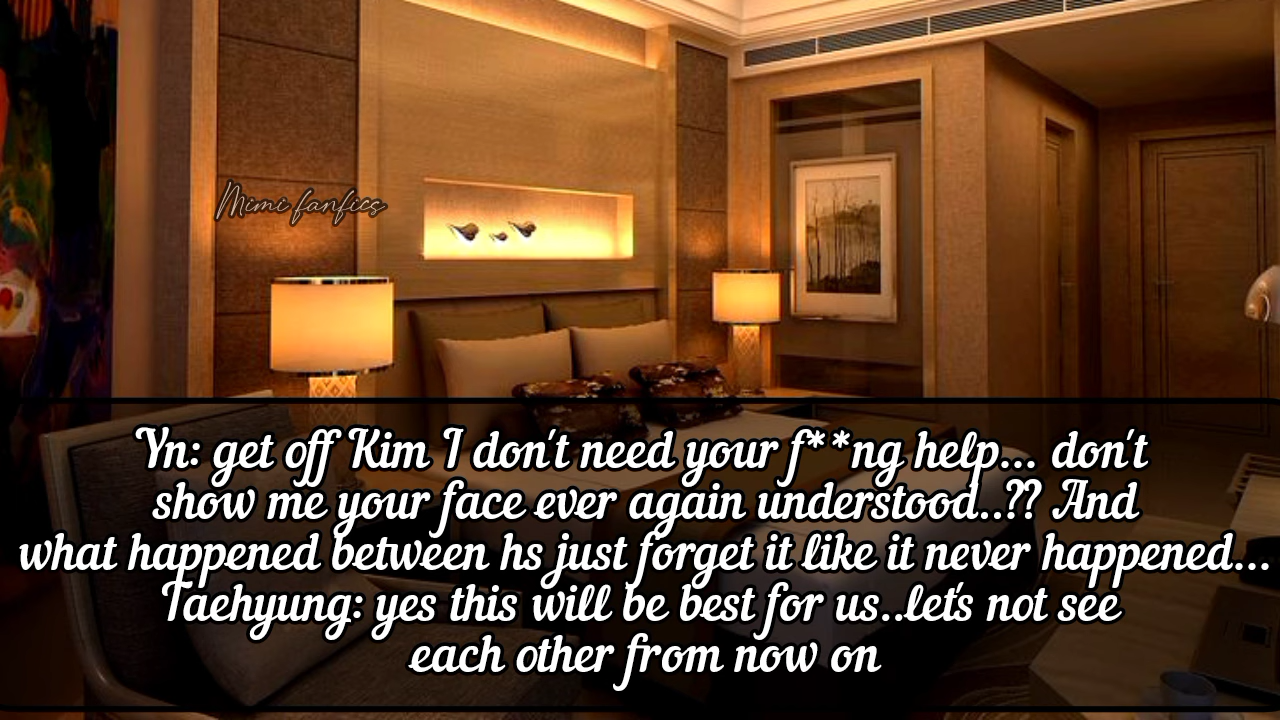 Mimi fanfics
Yn: get off Kim I don't need your f**ng help... don't
show me your face ever again understood..?? And
what happened between hs just forget it like it never happened...
Taehyung: yes this will be best for us..let's not see
each other from now on